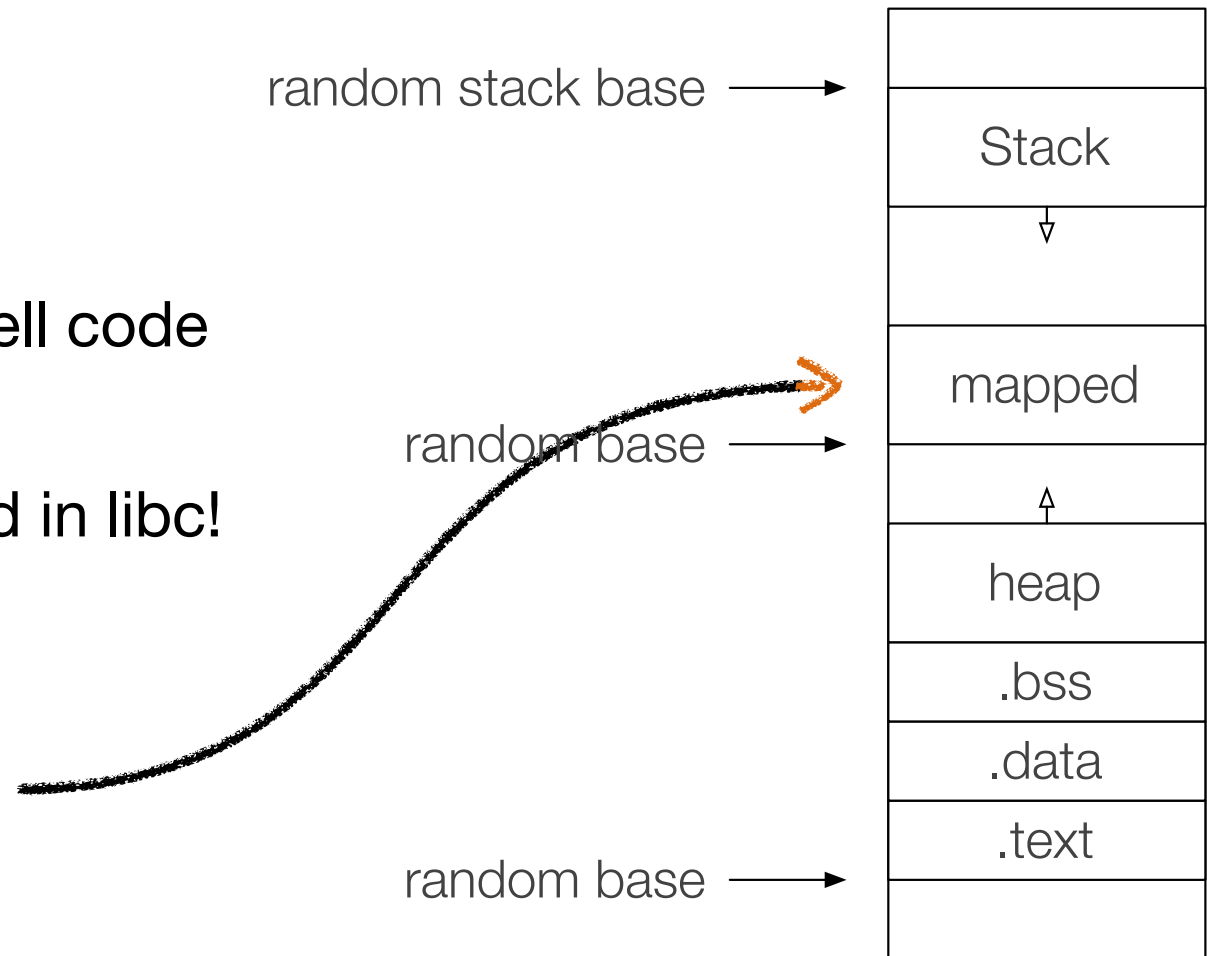 random stack base
Stack
ell code
mapped
random base
d in libc!
heap
.bss
.data
.text
random base